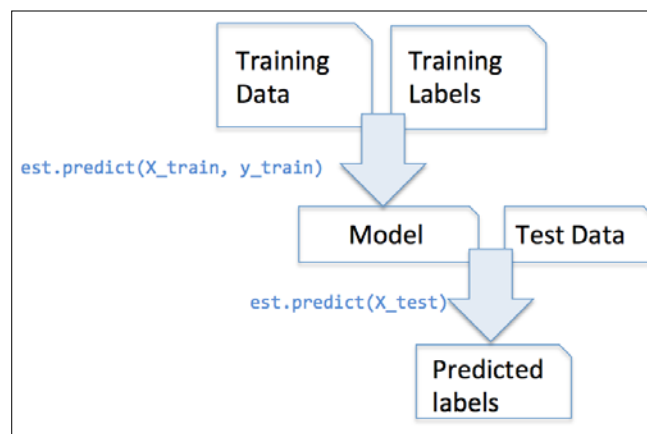 Training
Data
Training
Labels
est.predict(X_train, y_train)
Model
Test Data
est.predict(X_test)
Predicted
labels